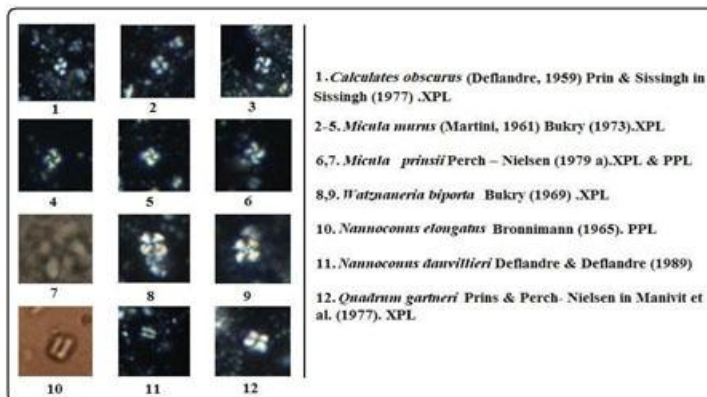 1
2
3
4
5
6
7
8
9
10
11
12
1.Calculates obscurus (Deflandre, 1959) Prin & Sissingh in
Sissingh (1977) .XPL
2-5. Micula murus (Martini, 1961) Bukry (1973).XPL
6,7. Micula prinsii Perch – Nielsen (1979 a).XPL & PPL
8,9. Watznaneria biporta Bukry (1969) .XPL
10. Nannoconus elongatus Bronnimann (1965). PPL
11. Nannoconus danvillieri Deflandre & Deflandre (1989)
12. Quadrum gartneri Prins & Perch- Nielsen in Manivit et
al. (1977). XPL